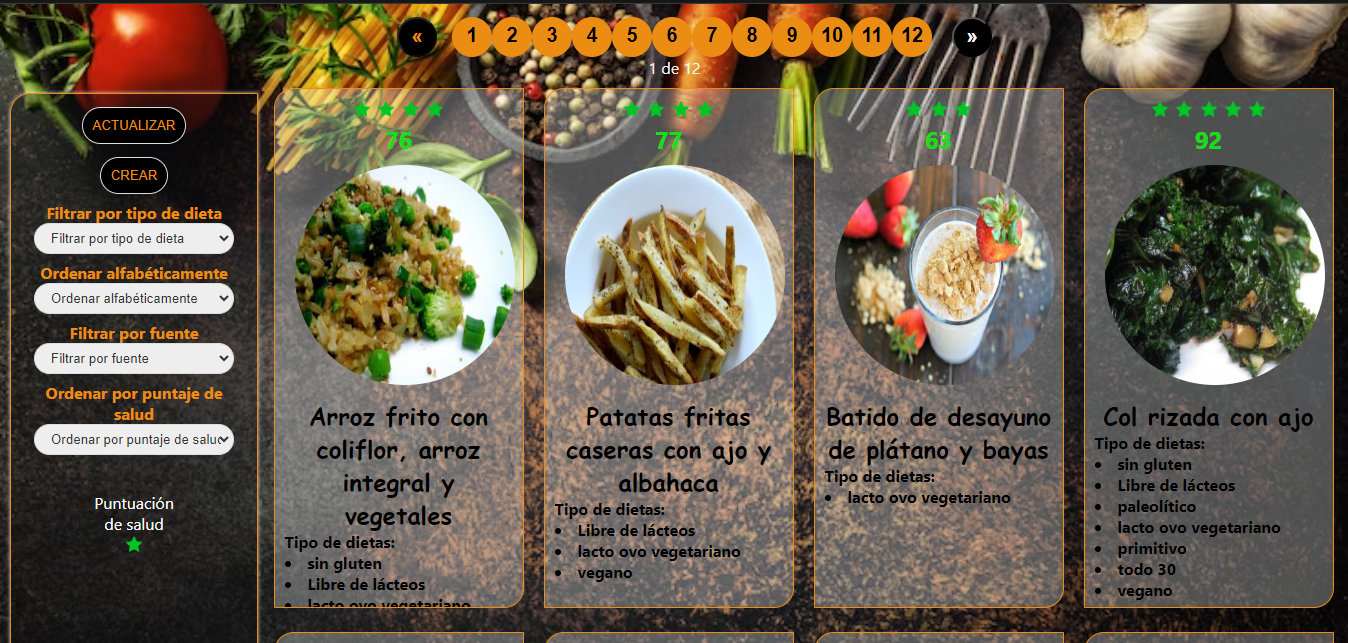 « 1 2 3 4 5 6 7 8 9 10 11 12 »
1 de 12
ACTUALIZAR
CREAR
Filtrar por tipo de dieta
Filtrar por tipo de dieta
Ordenar alfabéticamente
Ordenar alfabéticamente
Filtrar por fuente
Filtrar por fuente
Ordenar por puntaje de
salud
Ordenar por puntaje de salud
Puntuación
de salud
76
Arroz frito con
coliflor, arroz
integral y
vegetales
Tipo de dietas:
• sin gluten
• Libre de lácteos
• lacto ovo vegetariano
77
Patatas fritas
caseras con ajo y
albahaca
Tipo de dietas:
• Libre de lácteos
• lacto ovo vegetariano
• vegano
63
Batido de desayuno
de plátano y bayas
Tipo de dietas:
• lacto ovo vegetariano
92
Col rizada con ajo
Tipo de dietas:
• sin gluten
• Libre de lácteos
• paleolítico
• lacto ovo vegetariano
• primitivo
• todo 30
• vegano